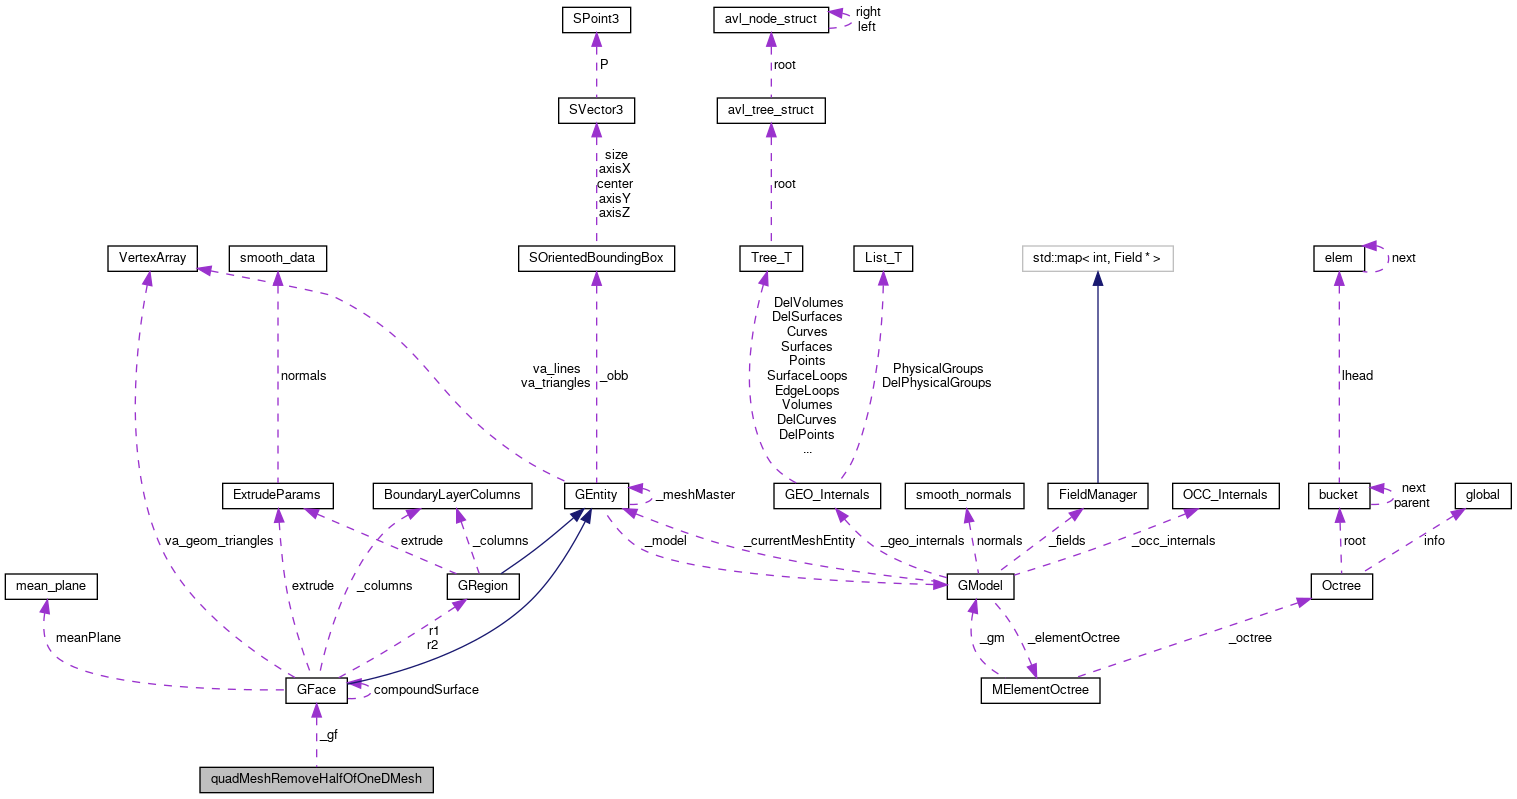 SPoint3
avl_node_struct
right
left
P
root
SVector3
avl_tree_struct
size
axisX
center
axisY
axisZ
root
VertexArray
smooth_data
SOrientedBoundingBox
Tree_T
List_T
std::map< int, Field * >
elem
next
normals
va_lines
va_triangles
_obb
DelVolumes
DelSurfaces
Curves
Surfaces
Points
SurfaceLoops
EdgeLoops
Volumes
DelCurves
DelPoints
...
PhysicalGroups
DelPhysicalGroups
lhead
ExtrudeParams
BoundaryLayerColumns
GEntity
_meshMaster
GEO_Internals
smooth_normals
FieldManager
OCC_Internals
bucket
next
parent
global
va_geom_triangles
extrude
_columns
_model
_currentMeshEntity
_geo_internals
normals
_fields
_occ_internals
root
info
mean_plane
extrude
_columns
GRegion
GModel
Octree
meanPlane
r1
r2
_gm
_elementOctree
_octree
GFace
compoundSurface
MElementOctree
_gf
quadMeshRemoveHalfOfOneDMesh